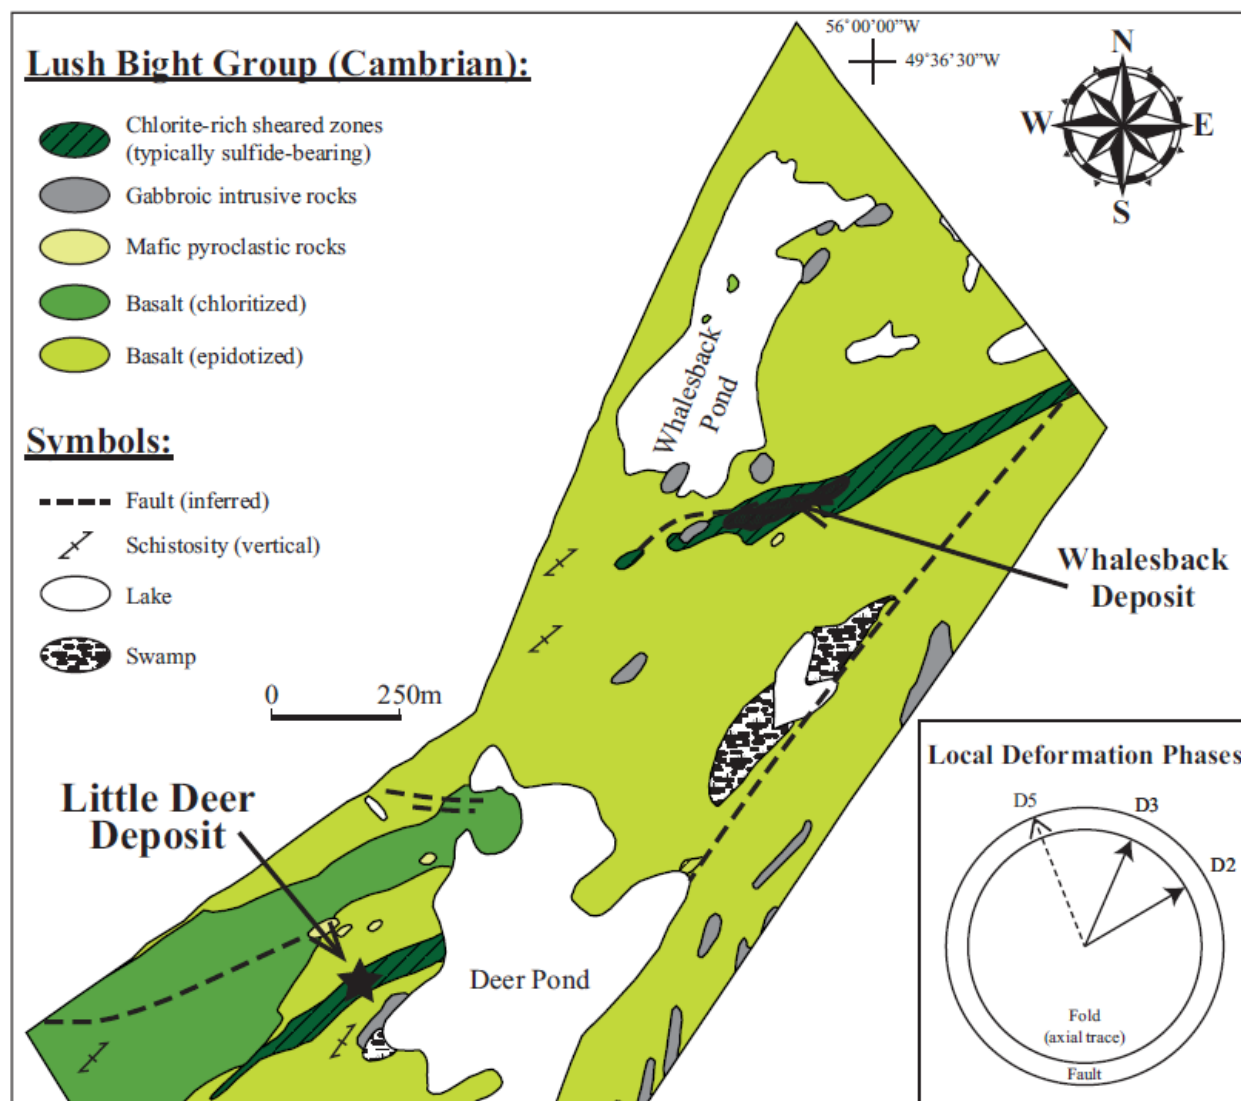 Lush Bight Group (Cambrian):
Chlorite-rich sheared zones
(typically sulfide-bearing)
Gabbroic intrusive rocks
Mafic pyroclastic rocks
Basalt (chloritized)
Basalt (epidotized)
Symbols:
Fault (inferred)
Schistosity (vertical)
Lake
Swamp
0 250m
56°00'00"W
49°36'30"W
N
W E
S
Whalesback
Pond
Whalesback
Deposit
Little Deer
Deposit
Deer Pond
Local Deformation Phases
D5
D3
D2
Fold
(axial trace)
Fault